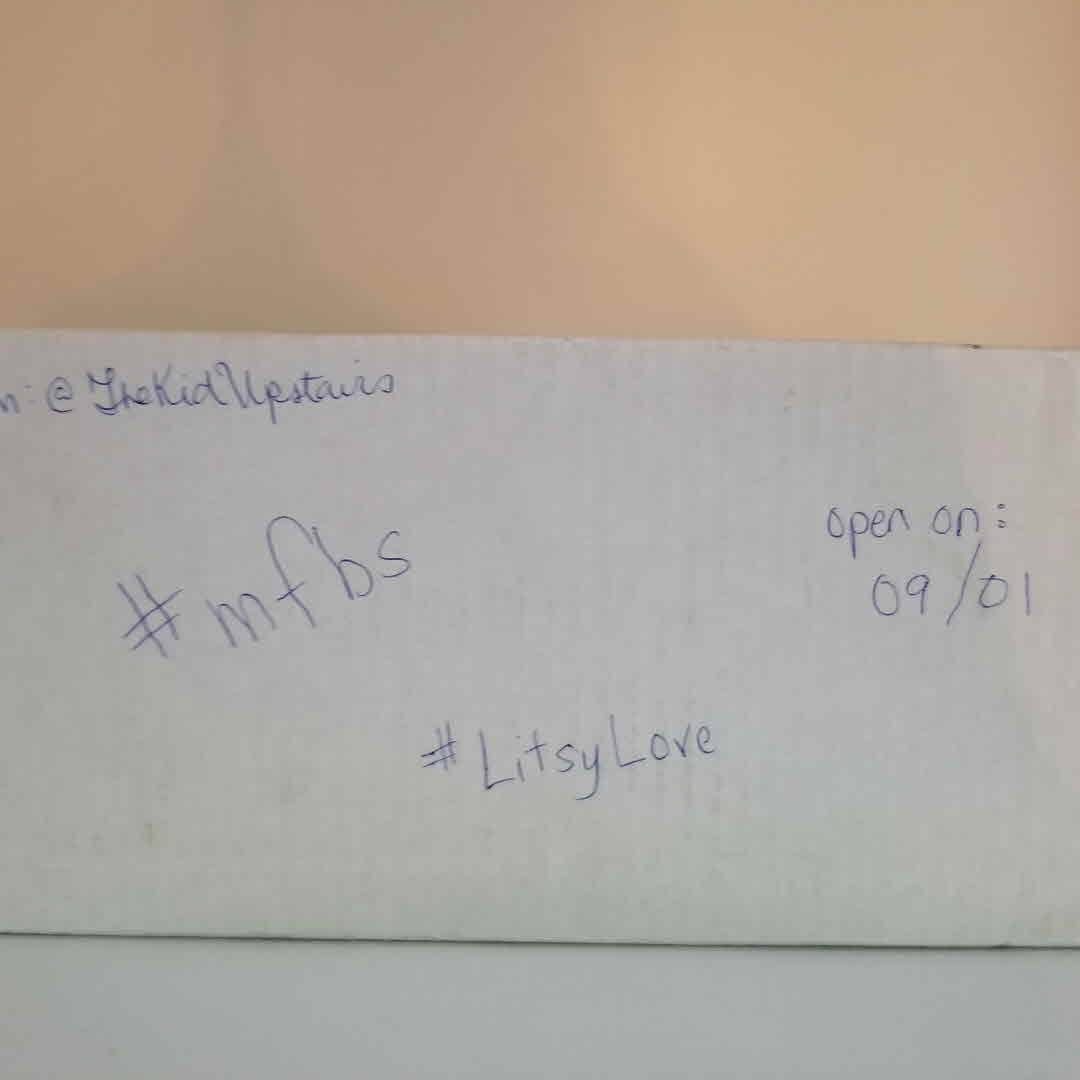 : @TheKidUpstairs
#mfbs
open on:
09/01
#LitsyLove